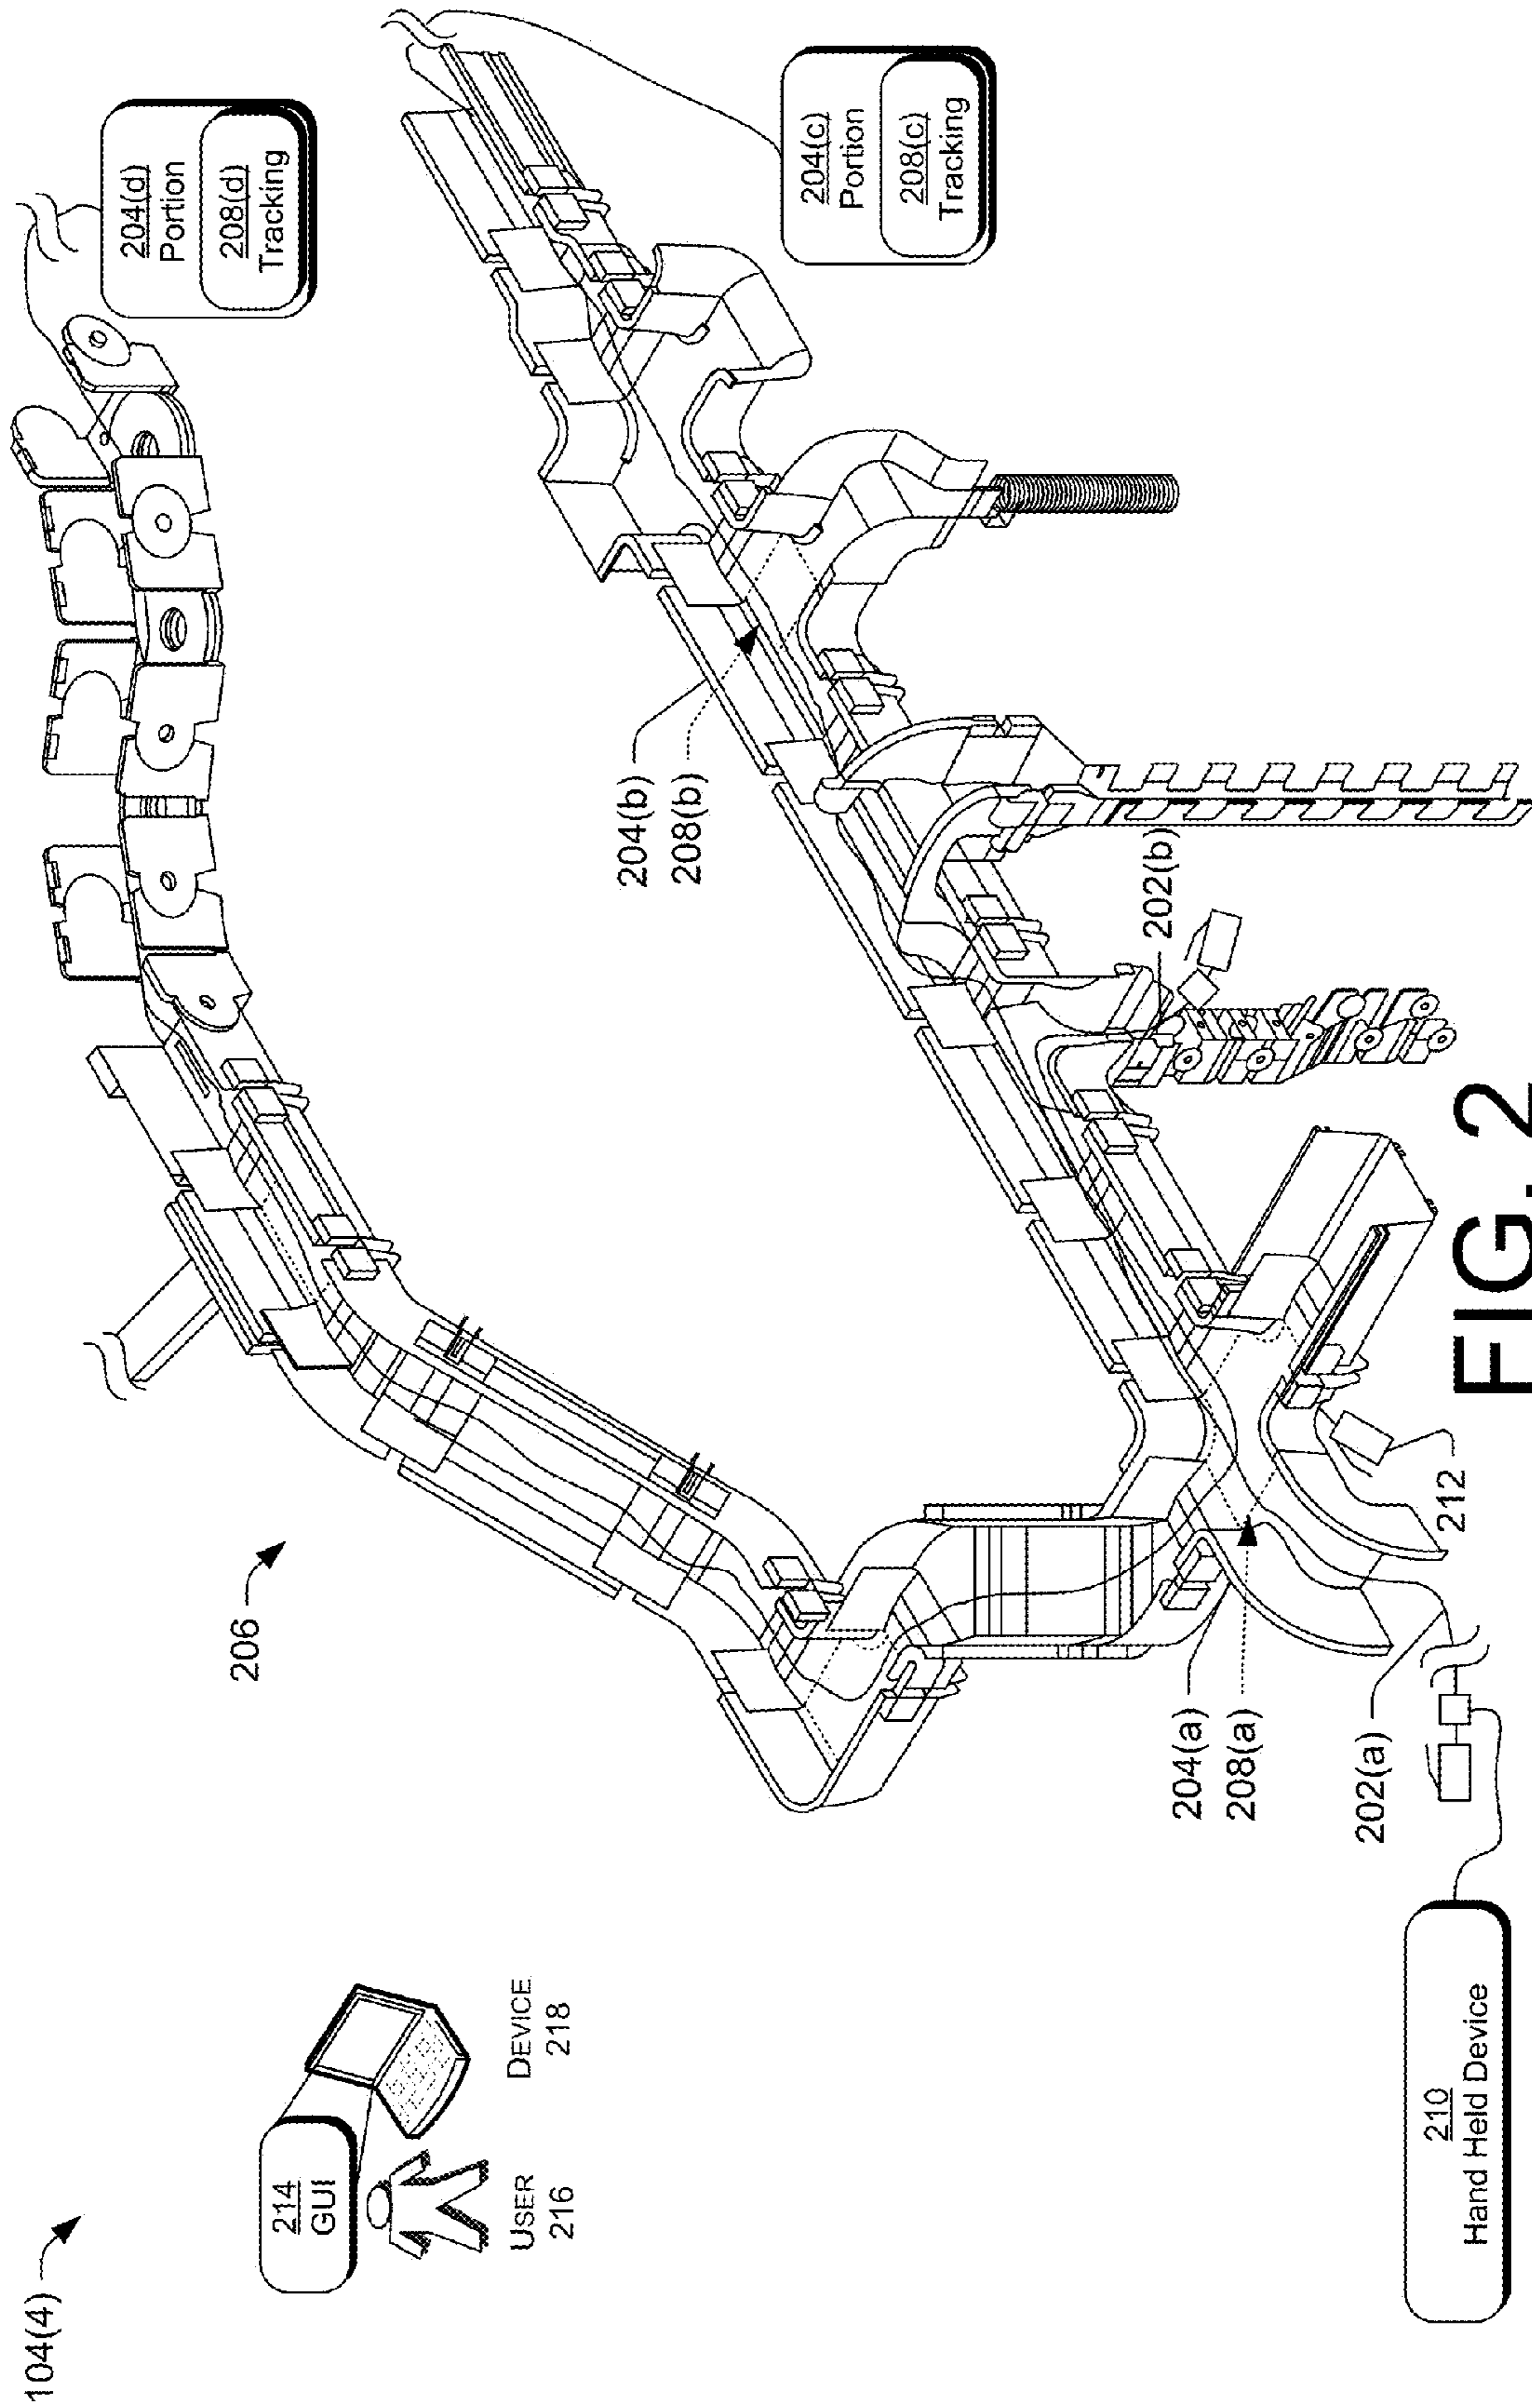 104(4)
206
214
GUI
USER
216
DEVICE
218
204(d)
Portion
208(d)
Tracking
204(b)
208(b)
204(c)
Portion
208(c)
Tracking
204(a)
208(a)
202(a)
202(b)
212
210
Hand Held Device
FIG. 2